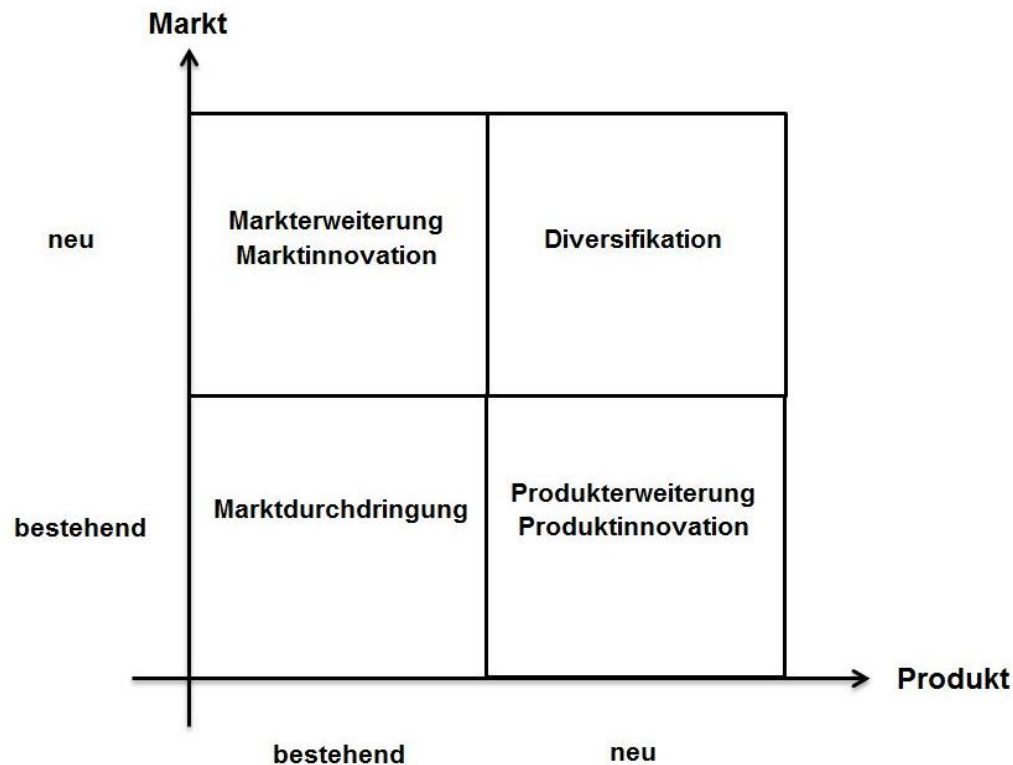 Markt
neu
Markterweiterung
Marktinnovation
Diversifikation
bestehend
Marktdurchdringung
Produkterweiterung
Produktinnovation
Produkt
bestehend
neu